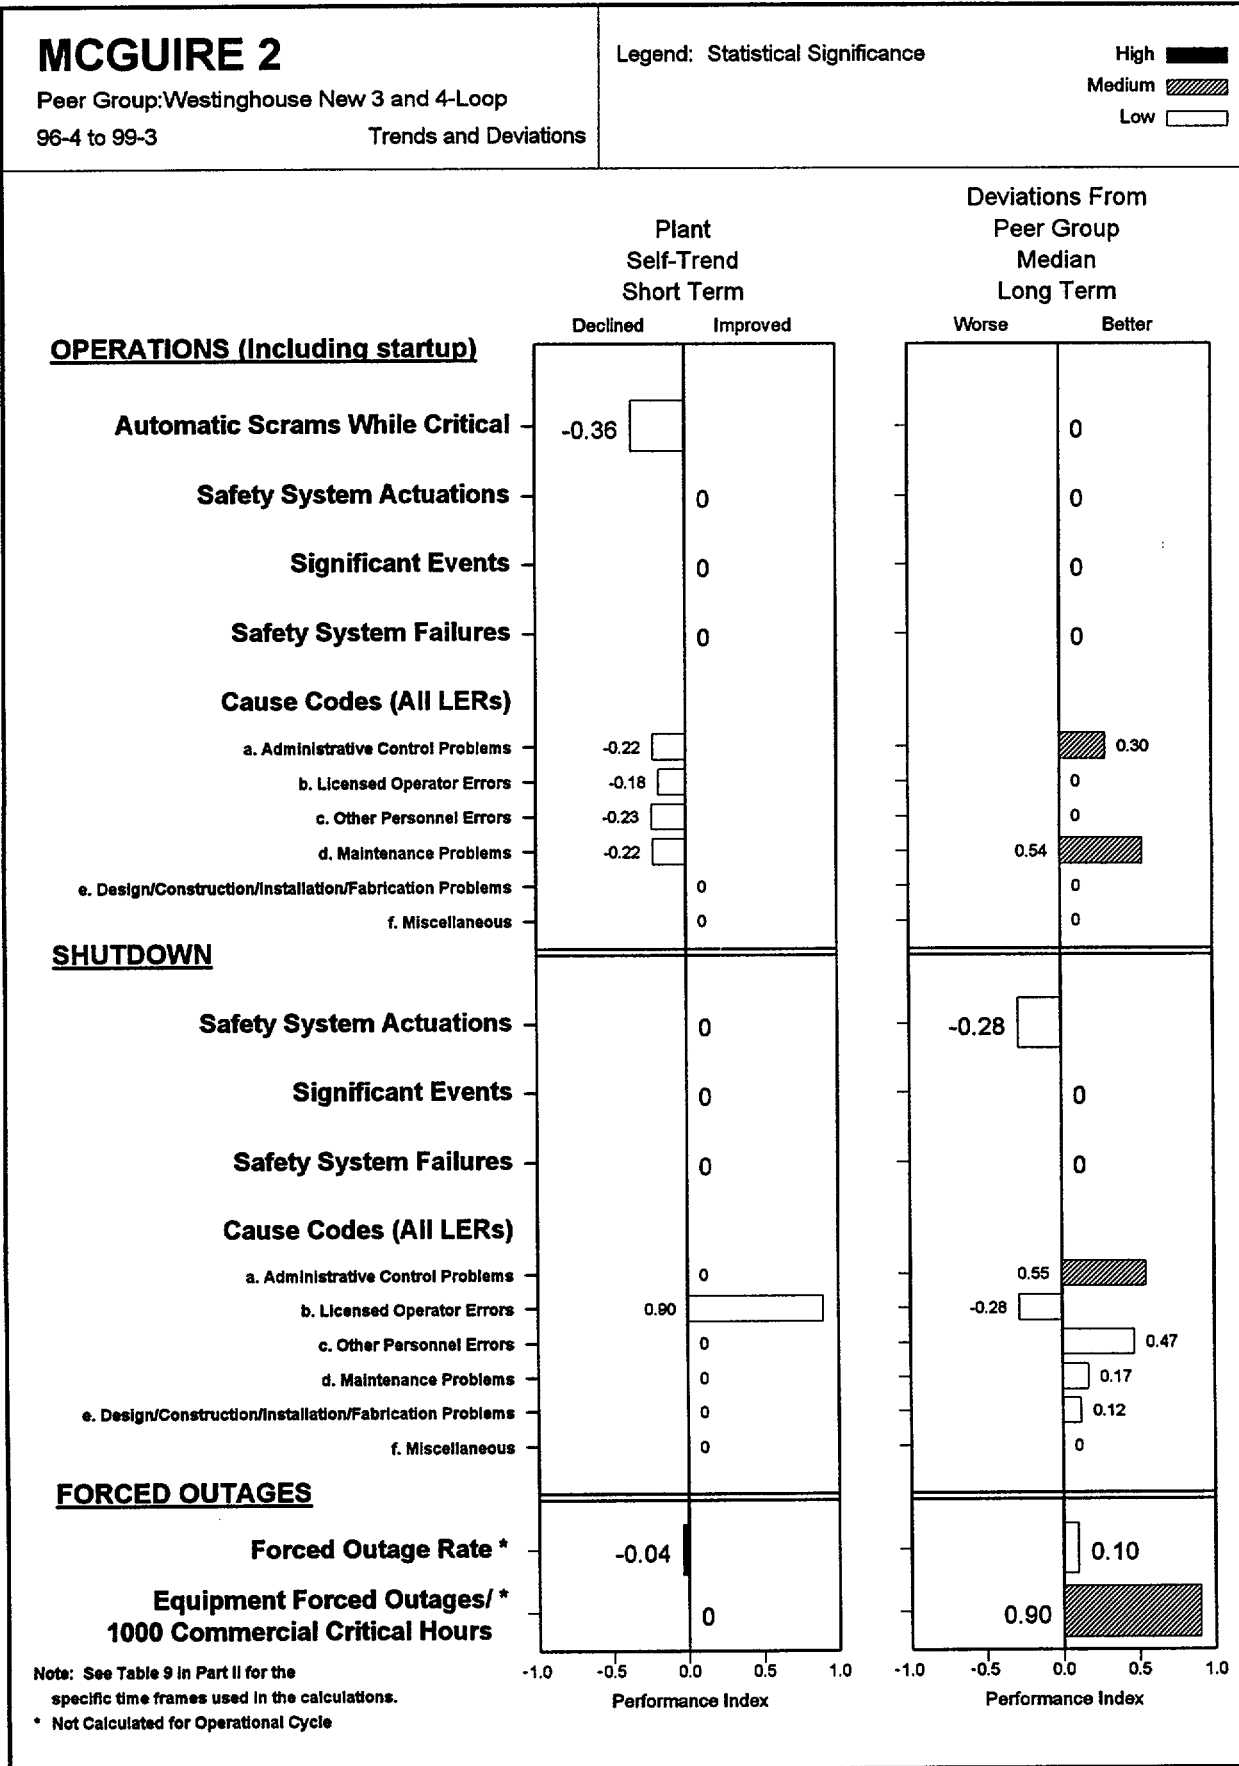 MCGUIRE 2
Peer Group:Westinghouse New 3 and 4-Loop
96-4 to 99-3 Trends and Deviations
Legend: Statistical Significance
High
Medium
Low
Plant
Self-Trend
Short Term
Deviations From
Peer Group
Median
Long Term
Declined Improved
Worse Better
OPERATIONS (Including startup)
Automatic Scrams While Critical -0.36 0
Safety System Actuations 0 0
Significant Events 0 0
Safety System Failures 0 0
Cause Codes (All LERs)
a. Administrative Control Problems -0.22 0.30
b. Licensed Operator Errors -0.18 0
c. Other Personnel Errors -0.23 0
d. Maintenance Problems -0.22 0.54
e. Design/Construction/Installation/Fabrication Problems 0 0
f. Miscellaneous 0 0
SHUTDOWN
Safety System Actuations 0 -0.28
Significant Events 0 0
Safety System Failures 0 0
Cause Codes (All LERs)
a. Administrative Control Problems 0 0.55
b. Licensed Operator Errors 0.90 -0.28
c. Other Personnel Errors 0 0.47
d. Maintenance Problems 0 0.17
e. Design/Construction/Installation/Fabrication Problems 0 0.12
f. Miscellaneous 0 0
FORCED OUTAGES
Forced Outage Rate * -0.04 0.10
Equipment Forced Outages/ *
1000 Commercial Critical Hours 0 0.90
-1.0 -0.5 0.0 0.5 1.0
Performance Index
-1.0 -0.5 0.0 0.5 1.0
Performance Index
Note: See Table 9 in Part II for the
specific time frames used in the calculations.
* Not Calculated for Operational Cycle